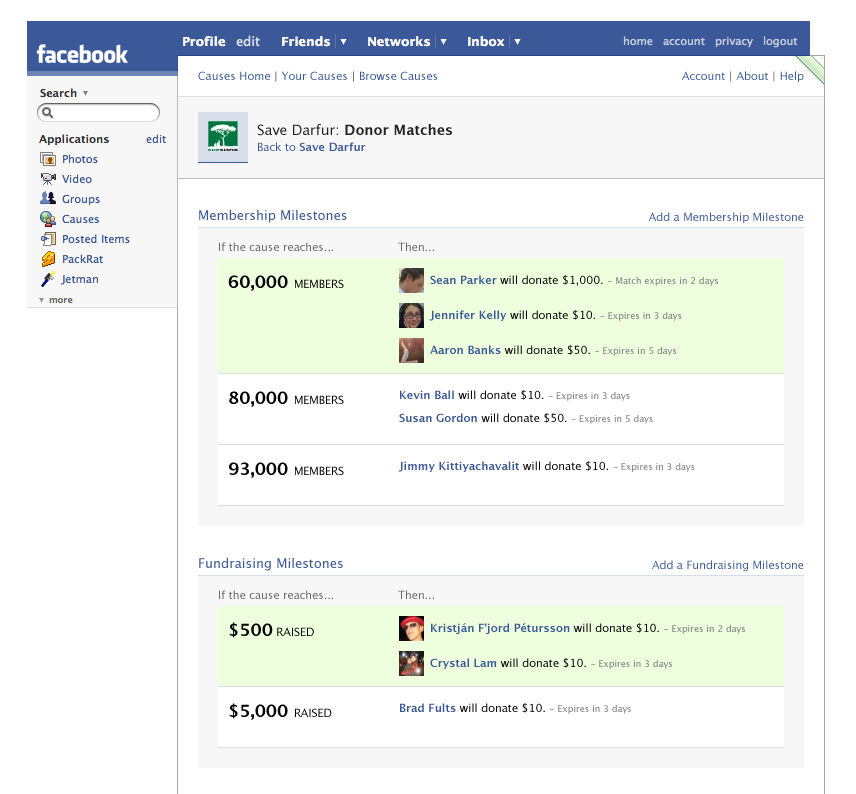 facebook
Profile edit Friends Networks Inbox home account privacy logout
Search
Applications edit
Photos
Video
Groups
Causes
Posted Items
PackRat
Jetman
more
Causes Home | Your Causes | Browse Causes Account | About | Help
Save Darfur: Donor Matches
Back to Save Darfur
Membership Milestones Add a Membership Milestone
If the cause reaches... Then...
60,000 MEMBERS Sean Parker will donate $1,000. – Match expires in 2 days
Jennifer Kelly will donate $10. – Expires in 3 days
Aaron Banks will donate $50. – Expires in 5 days
80,000 MEMBERS Kevin Ball will donate $10. – Expires in 3 days
Susan Gordon will donate $50. – Expires in 5 days
93,000 MEMBERS Jimmy Kittiyachavalit will donate $10. – Expires in 3 days
Fundraising Milestones Add a Fundraising Milestone
If the cause reaches... Then...
$500 RAISED Kristján F'jord Pétursson will donate $10. – Expires in 2 days
Crystal Lam will donate $10. – Expires in 3 days
$5,000 RAISED Brad Fults will donate $10. – Expires in 3 days